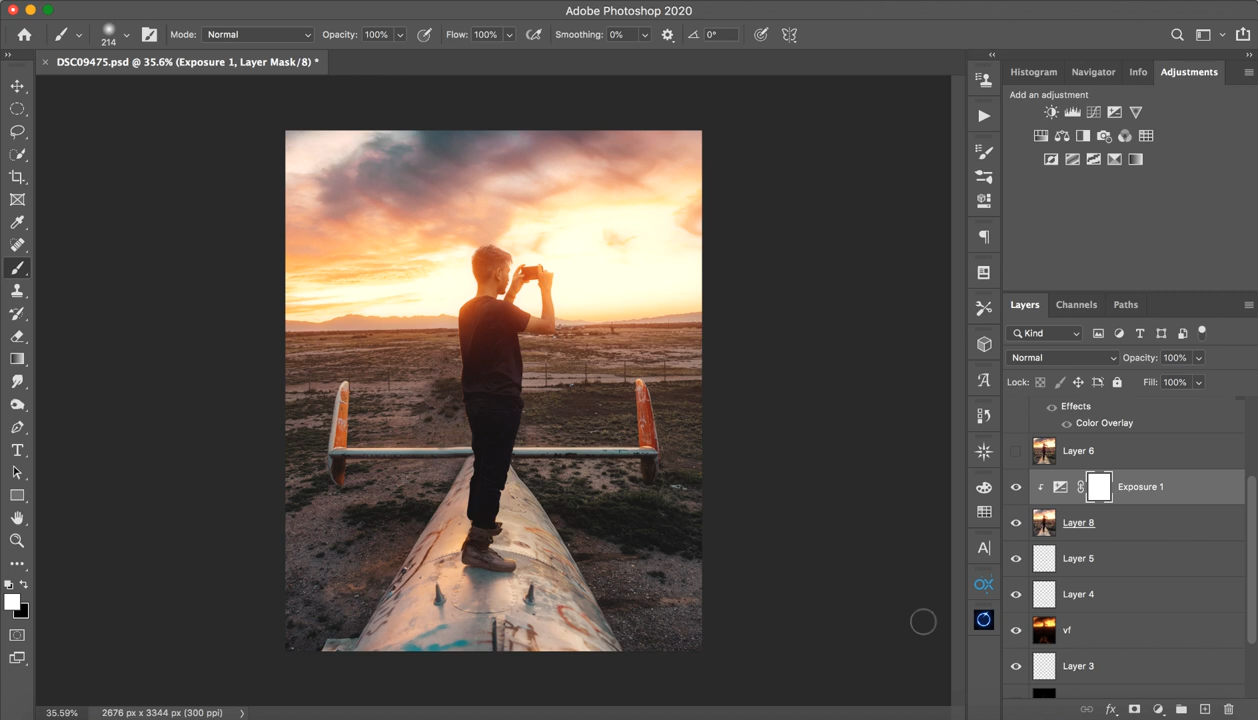 Adobe Photoshop 2020
214
Mode: Normal
Opacity: 100%
Flow: 100%
Smoothing: 0%
0°
DSC09475.psd @ 35.6% (Exposure 1, Layer Mask/8) *
Histogram
Navigator
Info
Adjustments
Add an adjustment
Layers
Channels
Paths
Kind
Normal
Opacity: 100%
Lock:
Fill: 100%
Effects
Color Overlay
Layer 6
Exposure 1
Layer 8
Layer 5
Layer 4
vf
Layer 3
35.59%
2676 px x 3344 px (300 ppi)